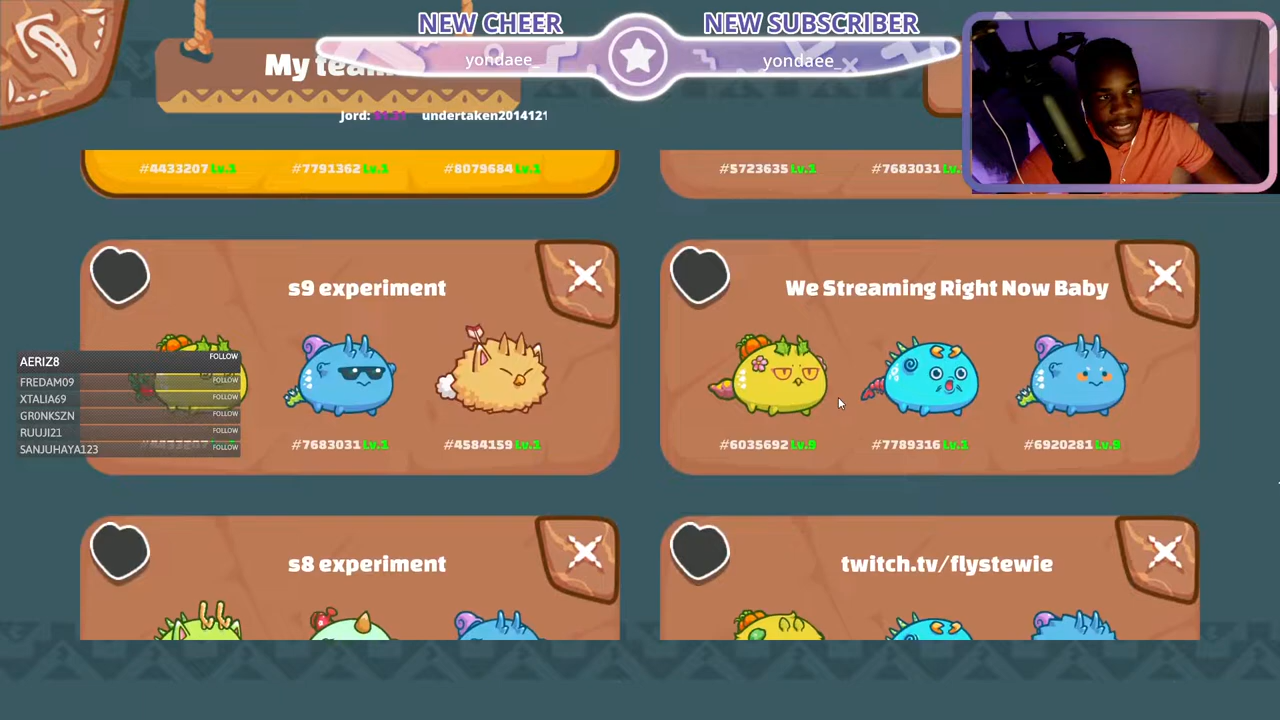 NEW CHEER
NEW SUBSCRIBER
yondaee_
yondaee_
My team
Jord: 31.21 undertaken2014121
#4433207 Lv.1
#7791362 Lv.1
#8079684 Lv.1
#5723635 Lv.1
#7683031 Lv.
s9 experiment
#7683031 Lv.1
#4584159 Lv.1
We Streaming Right Now Baby
#6035692 Lv.9
#7789316 Lv.1
#6920281 Lv.9
AERIZ8 FOLLOW
FREDAM09 FOLLOW
XTALIA69 FOLLOW
GR0NKSZN FOLLOW
RUUJI21 FOLLOW
SANJUHAYA123 FOLLOW
s8 experiment
twitch.tv/flystewie